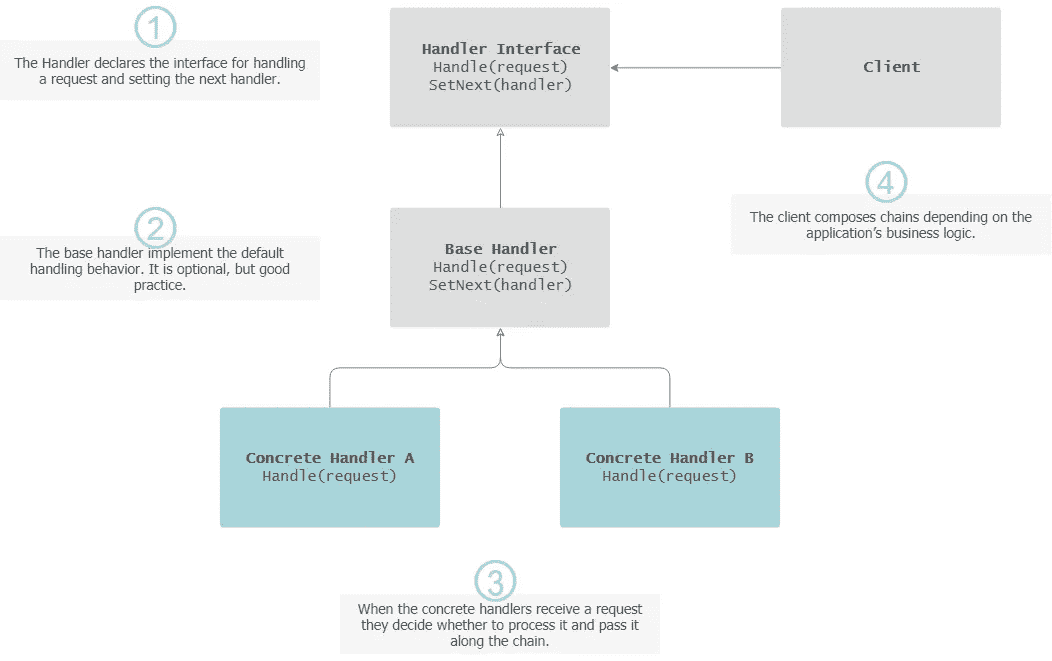 1
The Handler declares the interface for handling
a request and setting the next handler.
Handler Interface
Handle(request)
SetNext(handler)
Client
2
The base handler implement the default
handling behavior. It is optional, but good
practice.
Base Handler
Handle(request)
SetNext(handler)
4
The client composes chains depending on the
application’s business logic.
Concrete Handler A
Handle(request)
Concrete Handler B
Handle(request)
3
When the concrete handlers receive a request
they decide whether to process it and pass it
along the chain.